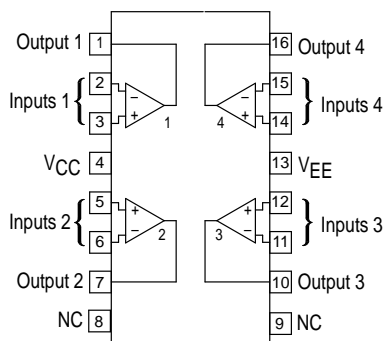 Output 1 1 16 Output 4
2 15
Inputs 1 { − − } Inputs 4
3 + + 14
1 4
VCC 4 13 VEE
5 + + 12
Inputs 2 { } Inputs 3
6 − − 11
2 3
Output 2 7 10 Output 3
NC 8 9 NC